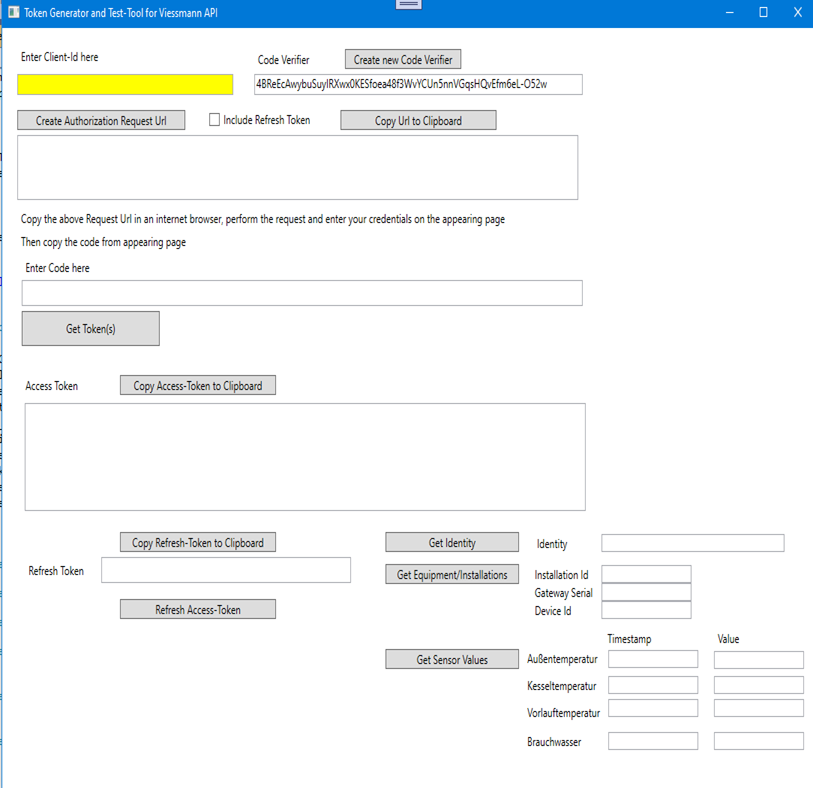 Token Generator and Test-Tool for Viessmann API
Enter Client-Id here
Code Verifier
Create new Code Verifier
4BReEcAwybuSuyIRXwx0KESfoea48f3WvYCUn5nnVGqsHQvEfm6eL-O52w
Create Authorization Request Url
Include Refresh Token
Copy Url to Clipboard
Copy the above Request Url in an internet browser, perform the request and enter your credentials on the appearing page
Then copy the code from appearing page
Enter Code here
Get Token(s)
Access Token
Copy Access-Token to Clipboard
Copy Refresh-Token to Clipboard
Get Identity
Identity
Refresh Token
Get Equipment/Installations
Installation Id
Gateway Serial
Device Id
Refresh Access-Token
Timestamp
Value
Get Sensor Values
Außentemperatur
Kesseltemperatur
Vorlauftemperatur
Brauchwasser